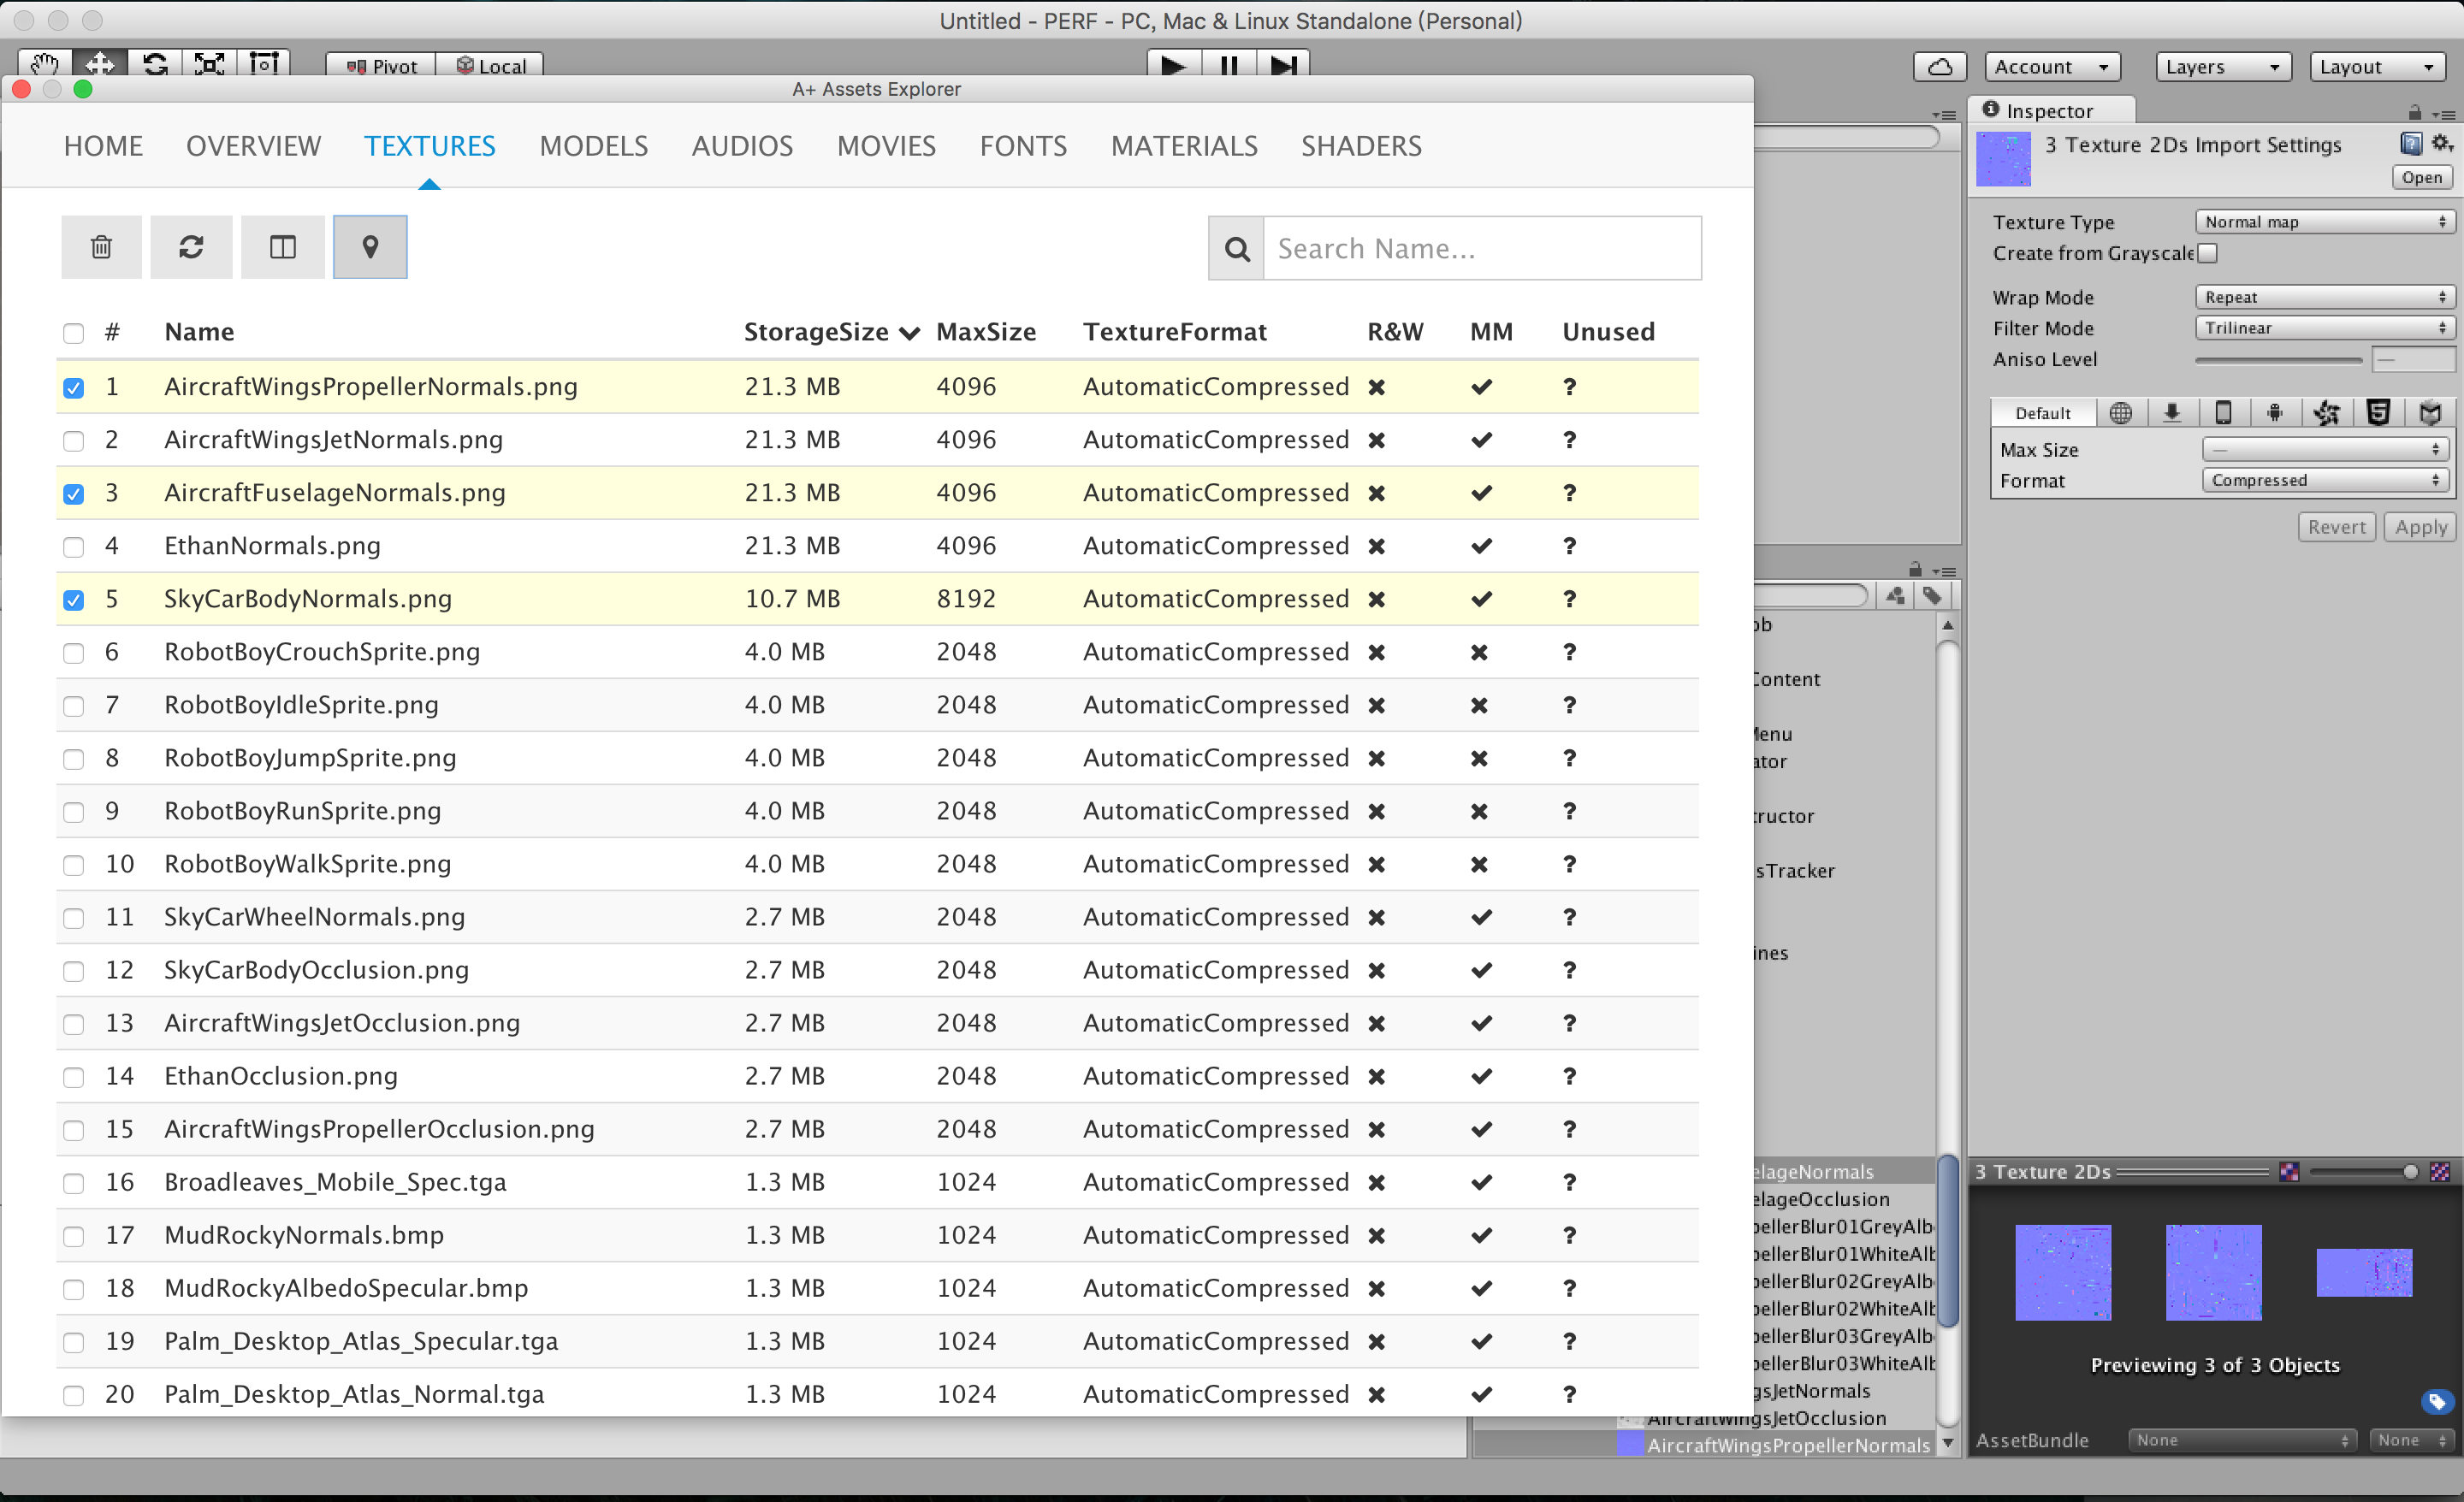 Untitled - PERF - PC, Mac & Linux Standalone (Personal)
Pivot Local Account Layers Layout
A+ Assets Explorer
HOME OVERVIEW TEXTURES MODELS AUDIOS MOVIES FONTS MATERIALS SHADERS
Search Name...
# Name StorageSize MaxSize TextureFormat R&W MM Unused
1 AircraftWingsPropellerNormals.png 21.3 MB 4096 AutomaticCompressed ✖ ✔ ?
2 AircraftWingsJetNormals.png 21.3 MB 4096 AutomaticCompressed ✖ ✔ ?
3 AircraftFuselageNormals.png 21.3 MB 4096 AutomaticCompressed ✖ ✔ ?
4 EthanNormals.png 21.3 MB 4096 AutomaticCompressed ✖ ✔ ?
5 SkyCarBodyNormals.png 10.7 MB 8192 AutomaticCompressed ✖ ✔ ?
6 RobotBoyCrouchSprite.png 4.0 MB 2048 AutomaticCompressed ✖ ✖ ?
7 RobotBoyIdleSprite.png 4.0 MB 2048 AutomaticCompressed ✖ ✖ ?
8 RobotBoyJumpSprite.png 4.0 MB 2048 AutomaticCompressed ✖ ✖ ?
9 RobotBoyRunSprite.png 4.0 MB 2048 AutomaticCompressed ✖ ✖ ?
10 RobotBoyWalkSprite.png 4.0 MB 2048 AutomaticCompressed ✖ ✖ ?
11 SkyCarWheelNormals.png 2.7 MB 2048 AutomaticCompressed ✖ ✔ ?
12 SkyCarBodyOcclusion.png 2.7 MB 2048 AutomaticCompressed ✖ ✔ ?
13 AircraftWingsJetOcclusion.png 2.7 MB 2048 AutomaticCompressed ✖ ✔ ?
14 EthanOcclusion.png 2.7 MB 2048 AutomaticCompressed ✖ ✔ ?
15 AircraftWingsPropellerOcclusion.png 2.7 MB 2048 AutomaticCompressed ✖ ✔ ?
16 Broadleaves_Mobile_Spec.tga 1.3 MB 1024 AutomaticCompressed ✖ ✔ ?
17 MudRockyNormals.bmp 1.3 MB 1024 AutomaticCompressed ✖ ✔ ?
18 MudRockyAlbedoSpecular.bmp 1.3 MB 1024 AutomaticCompressed ✖ ✔ ?
19 Palm_Desktop_Atlas_Specular.tga 1.3 MB 1024 AutomaticCompressed ✖ ✔ ?
20 Palm_Desktop_Atlas_Normal.tga 1.3 MB 1024 AutomaticCompressed ✖ ✔ ?
ob
Content
Menu
ator
tructor
sTracker
ines
elageNormals
elageOcclusion
pellerBlur01GreyAlb
pellerBlur01WhiteAlb
pellerBlur02GreyAlb
pellerBlur02WhiteAlb
pellerBlur03GreyAlb
pellerBlur03WhiteAlb
gsJetNormals
AircraftWingsJetOcclusion
AircraftWingsPropellerNormals
Inspector
3 Texture 2Ds Import Settings
Open
Texture Type Normal map
Create from Grayscale
Wrap Mode Repeat
Filter Mode Trilinear
Aniso Level —
Default
Max Size —
Format Compressed
Revert Apply
3 Texture 2Ds
Previewing 3 of 3 Objects
AssetBundle None None